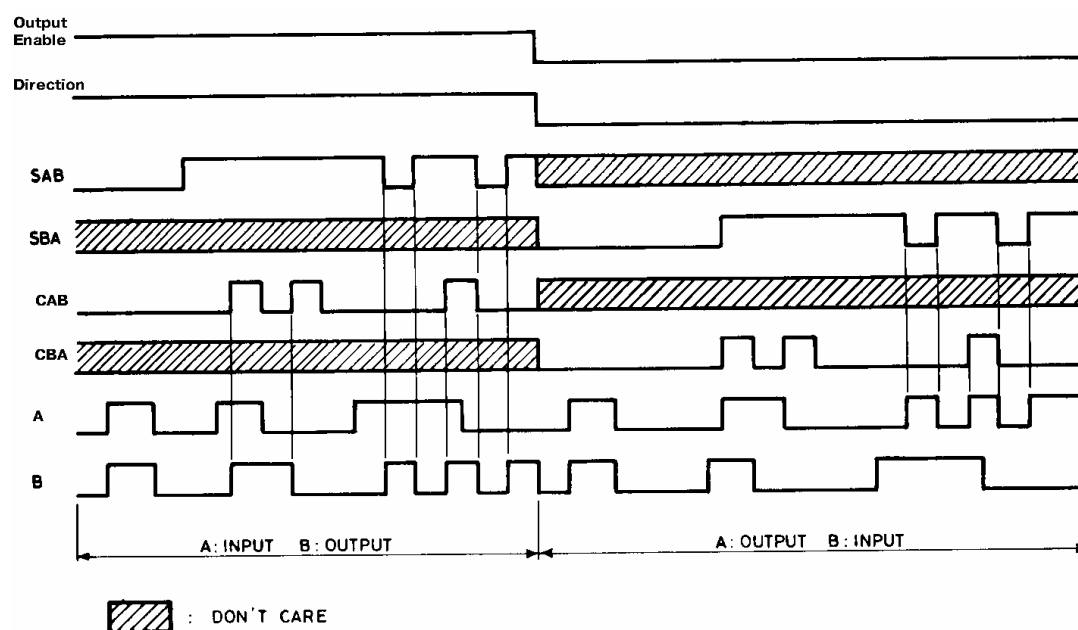 Output
Enable
Direction
SAB
SBA
CAB
CBA
A
B
A: INPUT B: OUTPUT
A: OUTPUT B: INPUT
: DON'T CARE